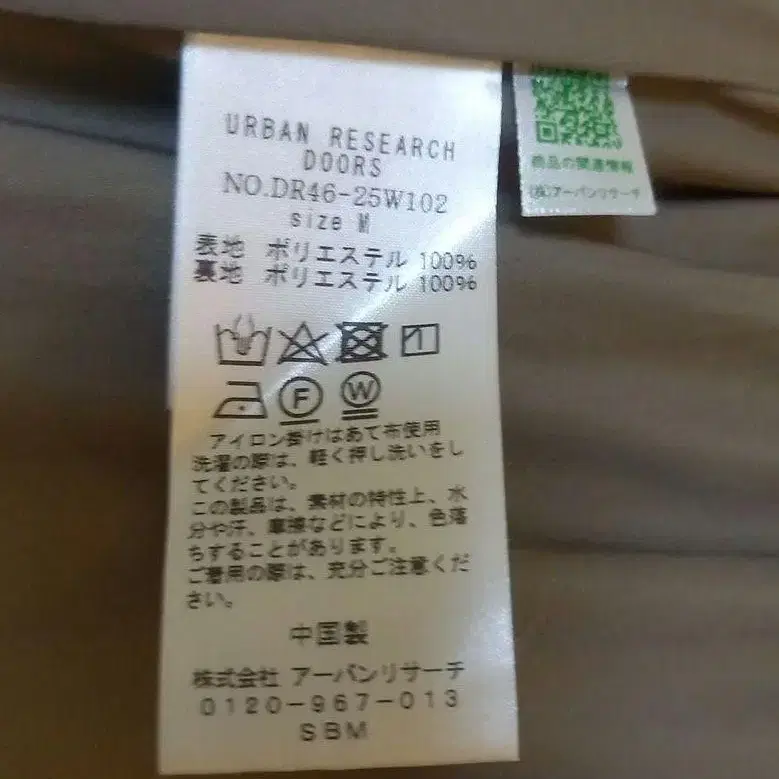 URBAN RESEARCH
DOORS
NO.DR46-25W102
size M
表地 ポリエステル 100%
裏地 ポリエステル 100%
F W
アイロン掛けはあて布使用
洗濯の際は、軽く押し洗いをし
てください。
この製品は、素材の特性上、水
分や汗、摩擦などにより、色落
ちすることがあります。
ご着用の際は、充分ご注意くだ
さい。
中国製
株式会社 アーバンリサーチ
0120-967-013
SBM
商品の関連情報
(株)アーバンリサーチ